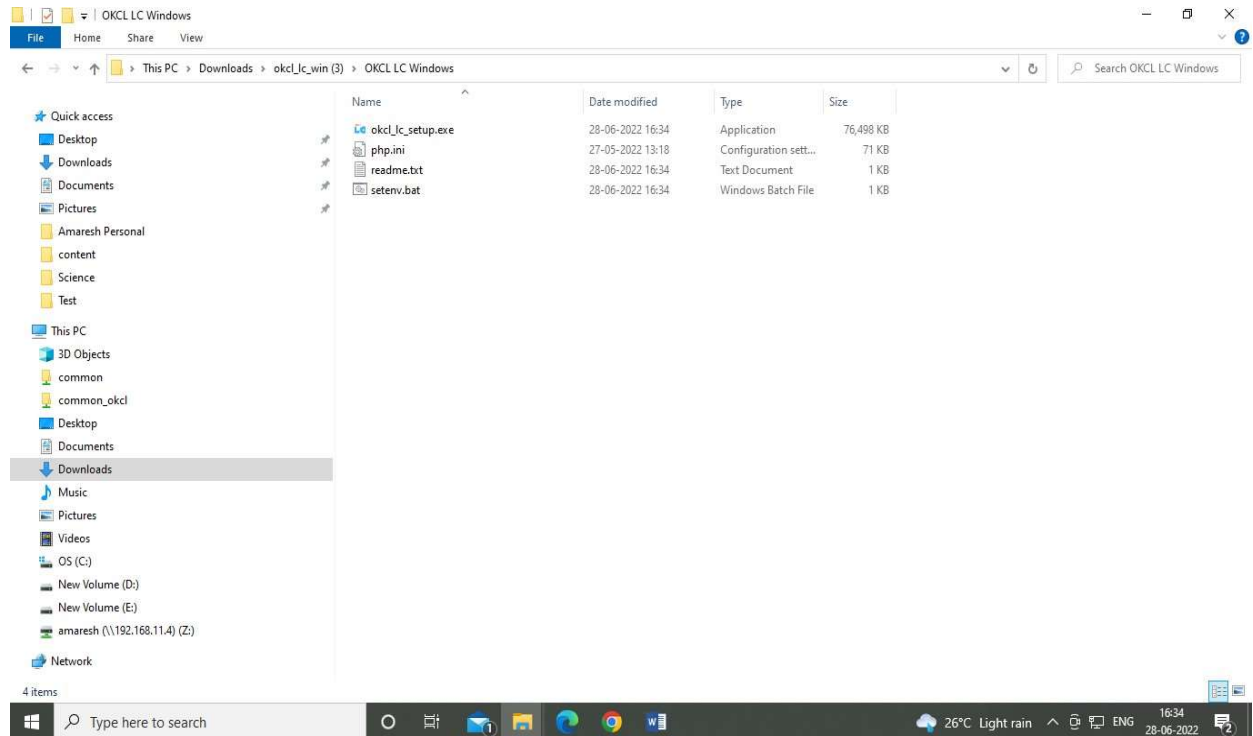 OKCL LC Windows
File Home Share View
This PC > Downloads > okcl_lc_win (3) > OKCL LC Windows
Search OKCL LC Windows
Name Date modified Type Size
okcl_lc_setup.exe 28-06-2022 16:34 Application 76,498 KB
php.ini 27-05-2022 13:18 Configuration sett... 71 KB
readme.txt 28-06-2022 16:34 Text Document 1 KB
setenv.bat 28-06-2022 16:34 Windows Batch File 1 KB
Quick access
Desktop
Downloads
Documents
Pictures
Amaresh Personal
content
Science
Test
This PC
3D Objects
common
common_okcl
Desktop
Documents
Downloads
Music
Pictures
Videos
OS (C:)
New Volume (D:)
New Volume (E:)
amaresh (\\192.168.11.4) (Z:)
Network
4 items
Type here to search
1
W
26°C Light rain
ENG
16:34
28-06-2022
2